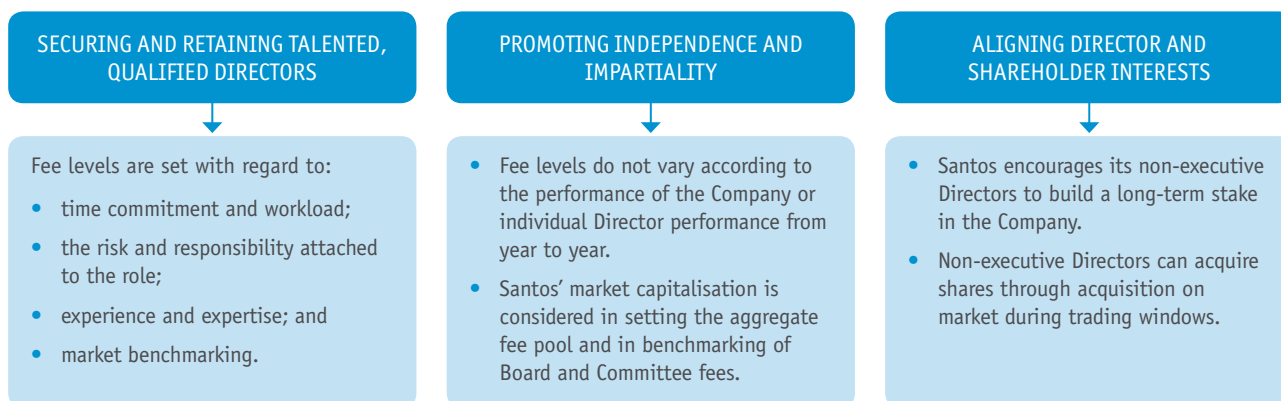 SECURING AND RETAINING TALENTED,
QUALIFIED DIRECTORS
Fee levels are set with regard to:
• time commitment and workload;
• the risk and responsibility attached
to the role;
• experience and expertise; and
• market benchmarking.
PROMOTING INDEPENDENCE AND
IMPARTIALITY
• Fee levels do not vary according to
the performance of the Company or
individual Director performance from
year to year.
• Santos’ market capitalisation is
considered in setting the aggregate
fee pool and in benchmarking of
Board and Committee fees.
ALIGNING DIRECTOR AND
SHAREHOLDER INTERESTS
• Santos encourages its non-executive
Directors to build a long-term stake
in the Company.
• Non-executive Directors can acquire
shares through acquisition on
market during trading windows.